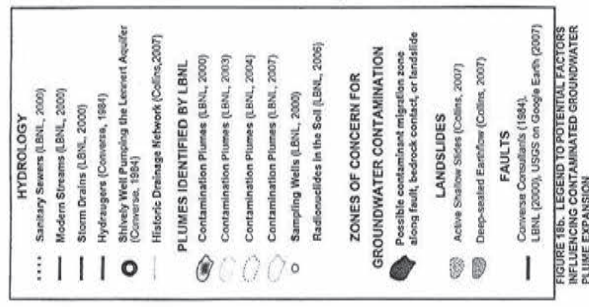 HYDROLOGY
Sanitary Sewers (LBNL, 2000)
Modern Streams (LBNL, 2000)
Storm Drains (LBNL, 2000)
Hydraugers (Converse, 1984)
Shively Well Pumping the Lennert Aquifer
(Converse, 1984)
Historic Drainage Network (Collins,2007)
PLUMES IDENTIFIED BY LBNL
Contamination Plumes (LBNL, 2000)
Contamination Plumes (LBNL, 2003)
Contamination Plumes (LBNL, 2004)
Contamination Plumes (LBNL, 2007)
Sampling Wells (LBNL, 2000)
Radionuclides in the Soil (LBNL, 2006)
ZONES OF CONCERN FOR
GROUNDWATER CONTAMINATION
Possible contaminant migration zone
along fault, bedrock contact, or landslide
LANDSLIDES
Active Shallow Slides (Collins, 2007)
Deep-sealed Earthflow (Collins, 2007)
FAULTS
Converse Consultants (1984),
LBNL (2000), USGS on Google Earth (2007)
FIGURE 18b. LEGEND TO POTENTIAL FACTORS
INFLUENCING CONTAMINATED GROUNDWATER
PLUME EXPANSION